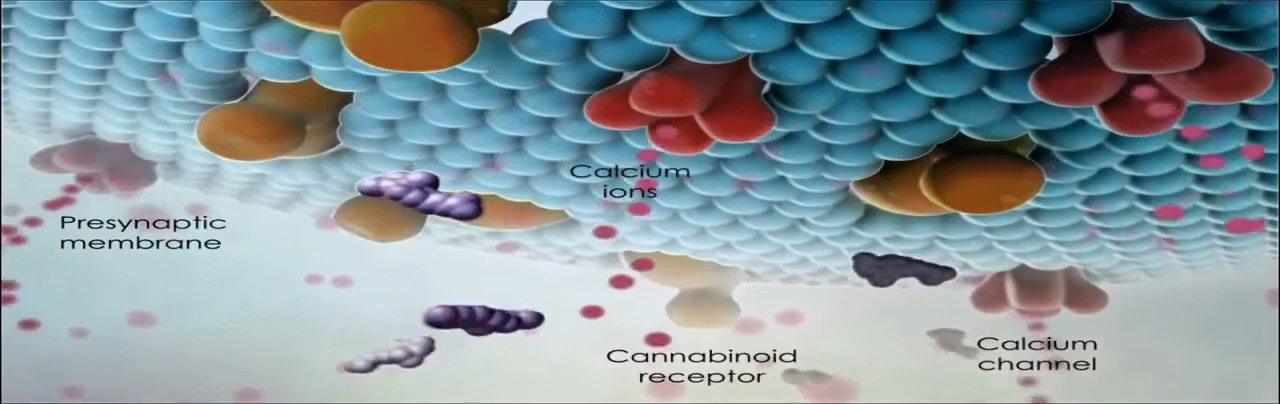 Calcium
ions
Presynaptic
membrane
Calcium
channel
Cannabinoid
receptor